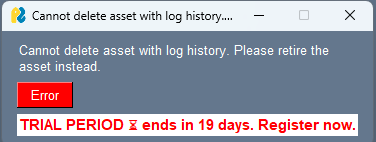 Cannot delete asset with log history....
Cannot delete asset with log history. Please retire the
asset instead.
Error
TRIAL PERIOD ⏳ ends in 19 days. Register now.